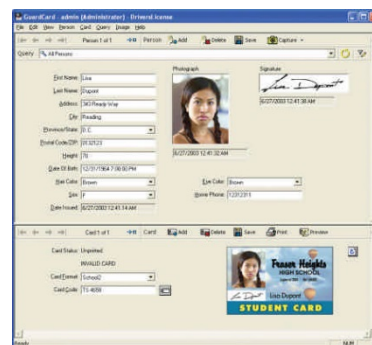 GuardCard - admin (Administrator) - DriversLicense
File Edit View Person Card Query Design Help
Person 1 of 1 Person Add Delete Save Capture
Query All Persons
Photograph
Signature
First Name: Lisa
Last Name: Dupont
Address: 343 Ready Way
City: Reading
Province/State: B.C.
Postal Code/ZIP:
Height: 70
Date Of Birth: 12/31/1964 7:00:00 PM
Hair Color: Brown
Sex: F
Date Issued: 6/27/2003 12:41:14 AM
6/27/2003 12:41:32 AM
6/27/2003 12:41:38 AM
Eye Color: Brown
Home Phone: 12312311
Card 1 of 1 Card Add Delete Save Print Preview
Card Status: Unprinted
INVALID CARD
Card Format: School2
Card Code: TS 4698
Fraser Heights
HIGH SCHOOL
Lisa Dupont
STUDENT CARD
Ready
NUM